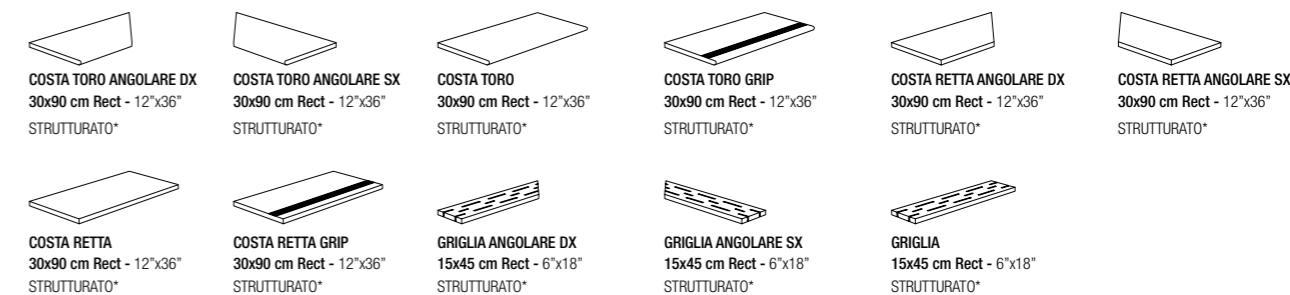 COSTA TORO ANGOLARE DX
30x90 cm Rect - 12”x36”
STRUTTURATO*
COSTA TORO ANGOLARE SX
30x90 cm Rect - 12”x36”
STRUTTURATO*
COSTA TORO
30x90 cm Rect - 12”x36”
STRUTTURATO*
COSTA TORO GRIP
30x90 cm Rect - 12”x36”
STRUTTURATO*
COSTA RETTA ANGOLARE DX
30x90 cm Rect - 12”x36”
STRUTTURATO*
COSTA RETTA ANGOLARE SX
30x90 cm Rect - 12”x36”
STRUTTURATO*
COSTA RETTA
30x90 cm Rect - 12”x36”
STRUTTURATO*
COSTA RETTA GRIP
30x90 cm Rect - 12”x36”
STRUTTURATO*
GRIGLIA ANGOLARE DX
15x45 cm Rect - 6”x18”
STRUTTURATO*
GRIGLIA ANGOLARE SX
15x45 cm Rect - 6”x18”
STRUTTURATO*
GRIGLIA
15x45 cm Rect - 6”x18”
STRUTTURATO*